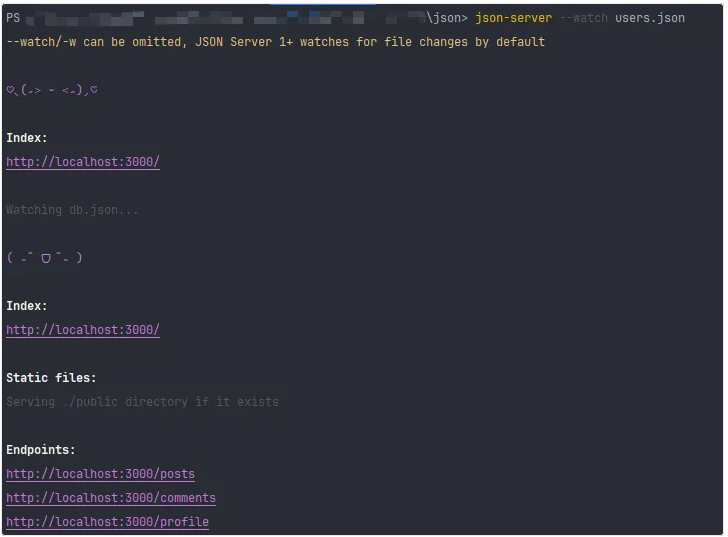 PS \json> json-server --watch users.json
--watch/-w can be omitted, JSON Server 1+ watches for file changes by default
♡⸜(˶˃ ᵕ ˂˶)⸝♡
Index:
http://localhost:3000/
Watching db.json...
( ˶ˆ ᗜ ˆ˵ )
Index:
http://localhost:3000/
Static files:
Serving ./public directory if it exists
Endpoints:
http://localhost:3000/posts
http://localhost:3000/comments
http://localhost:3000/profile